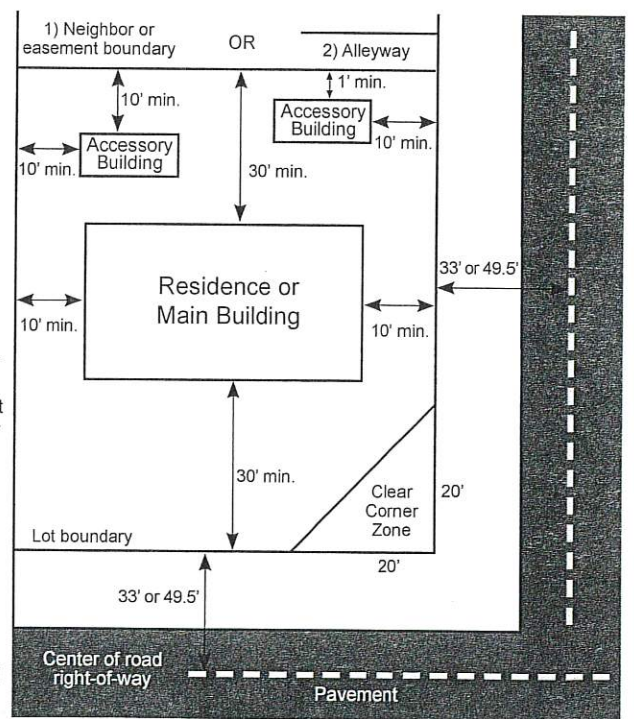 1) Neighbor or
easement boundary
OR
2) Alleyway
10' min.
1' min.
Accessory
Building
Accessory
Building
10' min.
10' min.
30' min.
33' or 49.5'
Residence or
Main Building
10' min.
10' min.
30' min.
Clear
Corner
Zone
20'
Lot boundary
20'
33' or 49.5'
Center of road
right-of-way
Pavement